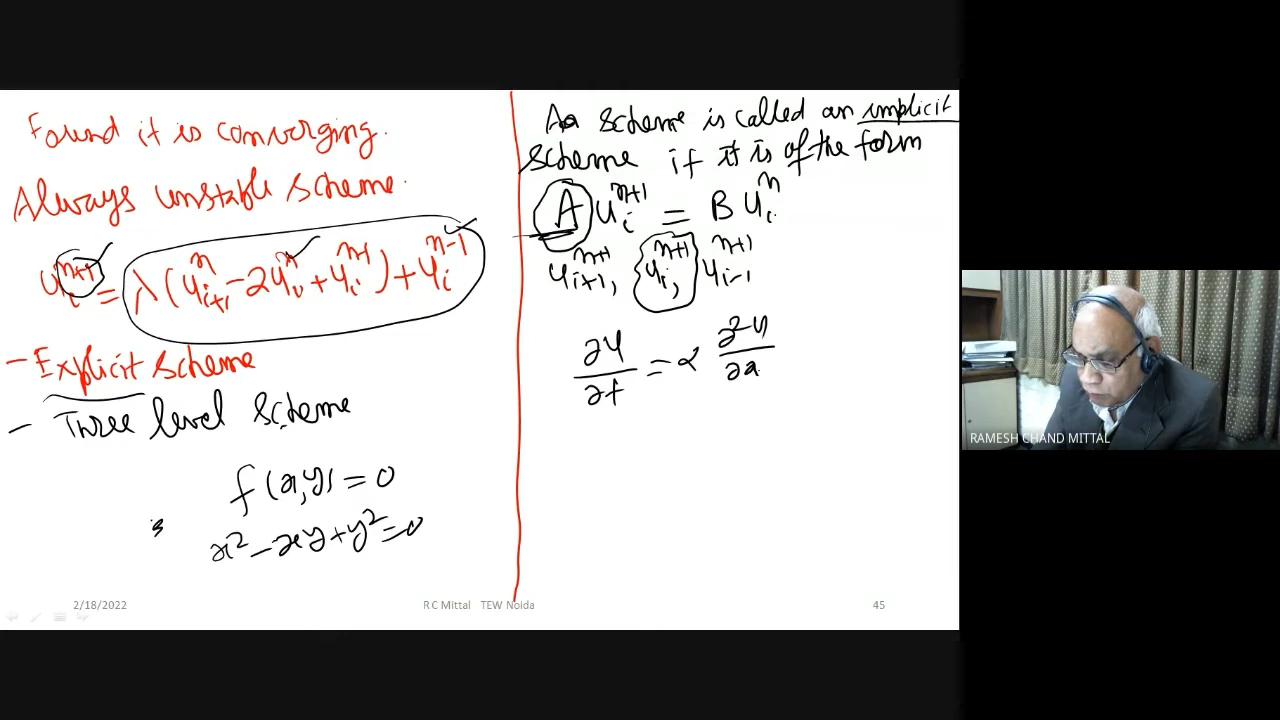 Found it is converging.
Always unstable scheme.
u_i^{n+1} = λ(u_{i+1}^n - 2u_i^n + u_i^{n-1}) + u_i^{n-1}
- Explicit Scheme
- Three level scheme
f(x,y) = 0
x² - xy + y² = 0
A scheme is called an implicit
scheme if it is of the form
A u_i^{n+1} = B u_i^n
u_{i+1}^{n+1}, u_i^{n+1}, u_{i-1}^{n+1}
∂u/∂t = α ∂²u/∂x
2/18/2022
R C Mittal TEW Noida
45
RAMESH CHAND MITTAL